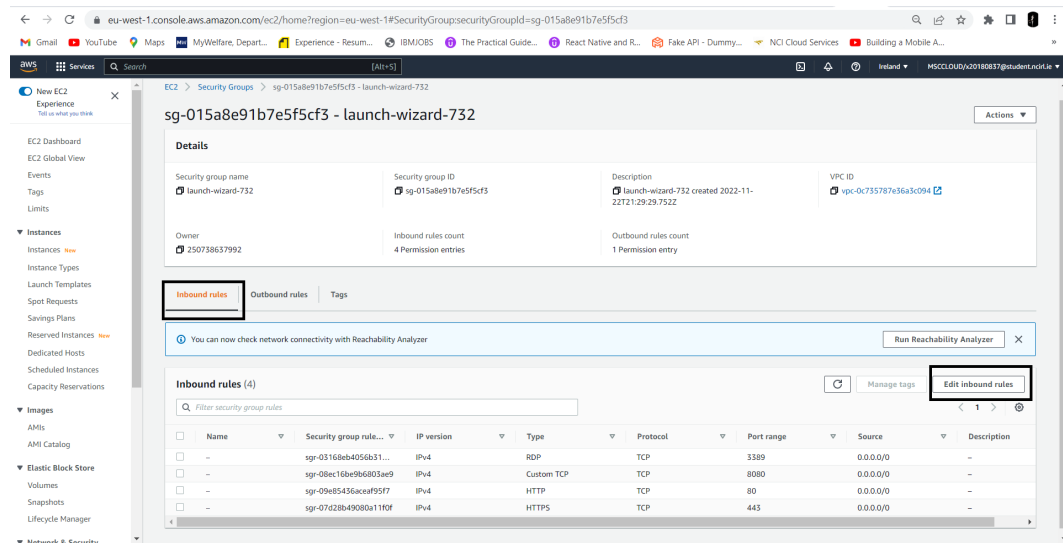 eu-west-1.console.aws.amazon.com/ec2/home?region=eu-west-1#SecurityGroup:securityGroupId=sg-015a8e91b7e5f5cf3
Gmail YouTube Maps MyWelfare, Depart... Experience - Resum... IBMJOBS The Practical Guide... React Native and R... Fake API - Dummy... NCI Cloud Services Building a Mobile A... »
aws Services Search [Alt+S] Ireland ▼ MSCCLOUD/x20180837@student.ncirl.ie ▼
New EC2 Experience
Tell us what you think
EC2 Dashboard
EC2 Global View
Events
Tags
Limits
▼ Instances
Instances New
Instance Types
Launch Templates
Spot Requests
Savings Plans
Reserved Instances New
Dedicated Hosts
Scheduled Instances
Capacity Reservations
▼ Images
AMIs
AMI Catalog
▼ Elastic Block Store
Volumes
Snapshots
Lifecycle Manager
▼ Network & Security
EC2 > Security Groups > sg-015a8e91b7e5f5cf3 - launch-wizard-732
sg-015a8e91b7e5f5cf3 - launch-wizard-732 Actions ▼
Details
Security group name Security group ID Description VPC ID
launch-wizard-732 sg-015a8e91b7e5f5cf3 launch-wizard-732 created 2022-11- vpc-0c735787e36a3c094
22T21:29:29.752Z
Owner Inbound rules count Outbound rules count
250738637992 4 Permission entries 1 Permission entry
Inbound rules Outbound rules Tags
You can now check network connectivity with Reachability Analyzer Run Reachability Analyzer
Inbound rules (4) Manage tags Edit inbound rules
Filter security group rules < 1 >
Name Security group rule... IP version Type Protocol Port range Source Description
– sgr-03168eb4056b31... IPv4 RDP TCP 3389 0.0.0.0/0 –
– sgr-08ec16be9b6803ae9 IPv4 Custom TCP TCP 8080 0.0.0.0/0 –
– sgr-09e85436aceaf95f7 IPv4 HTTP TCP 80 0.0.0.0/0 –
– sgr-07d28b49080a11f0f IPv4 HTTPS TCP 443 0.0.0.0/0 –